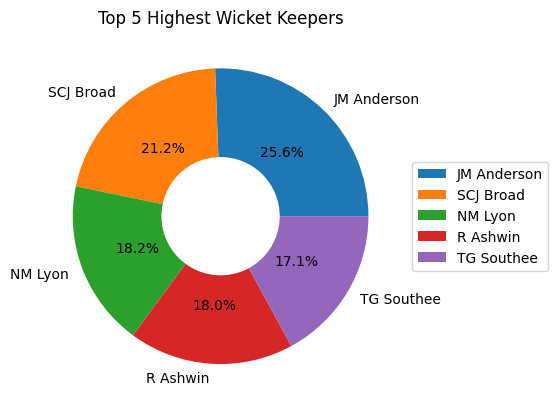 Top 5 Highest Wicket Keepers
JM Anderson
SCJ Broad
NM Lyon
R Ashwin
TG Southee
25.6%
21.2%
18.2%
18.0%
17.1%
JM Anderson
SCJ Broad
NM Lyon
R Ashwin
TG Southee